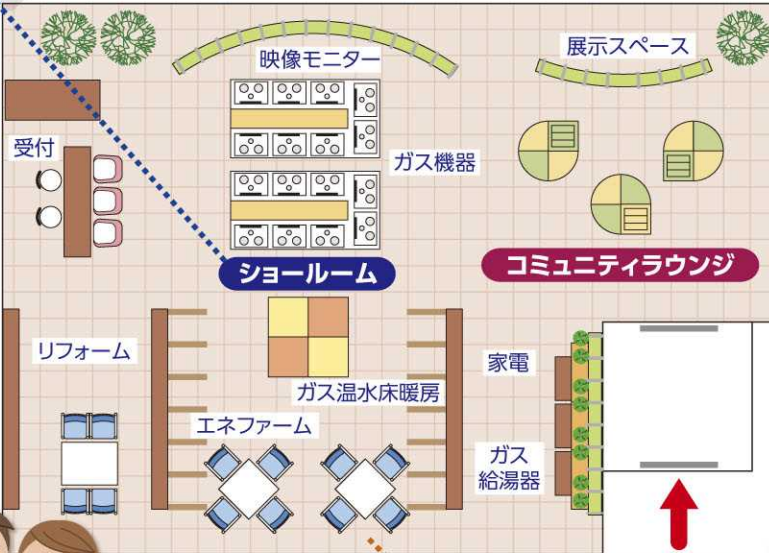 映像モニター
展示スペース
受付
ガス機器
ショールーム
コミュニティラウンジ
リフォーム
家電
ガス温水床暖房
エネファーム
ガス
給湯器